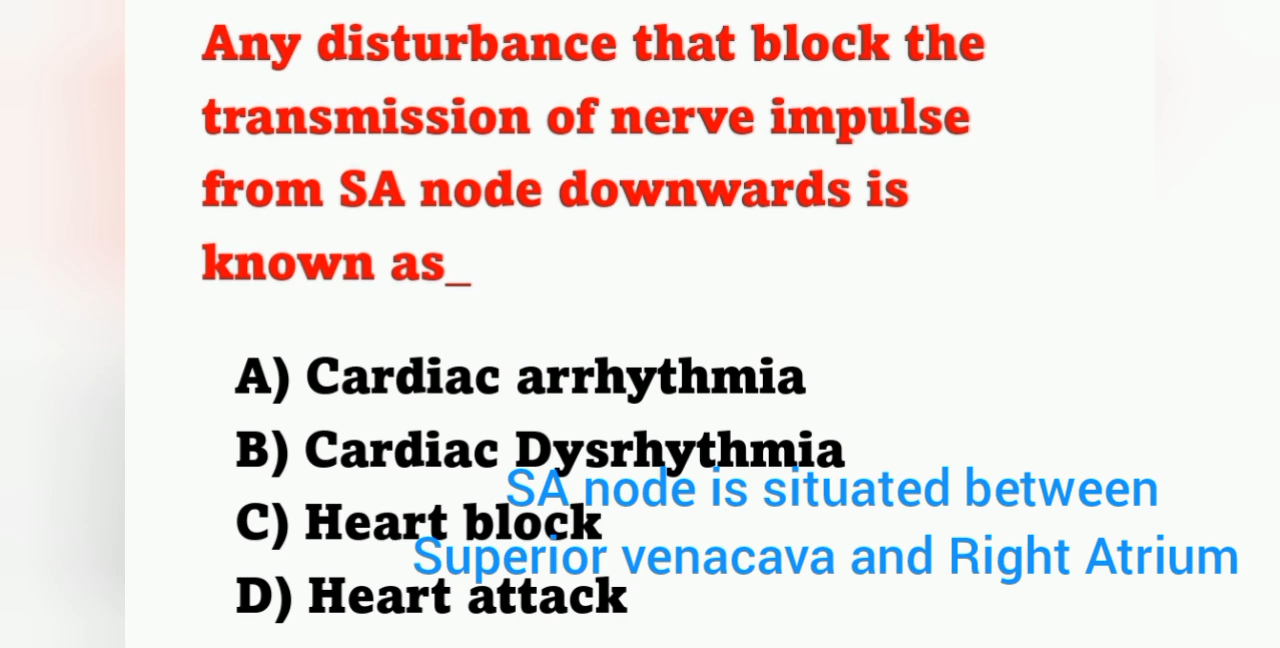 Any disturbance that block the
transmission of nerve impulse
from SA node downwards is
known as_
A) Cardiac arrhythmia
B) Cardiac Dysrhythmia
C) Heart block
D) Heart attack
SA node is situated between
Superior venacava and Right Atrium